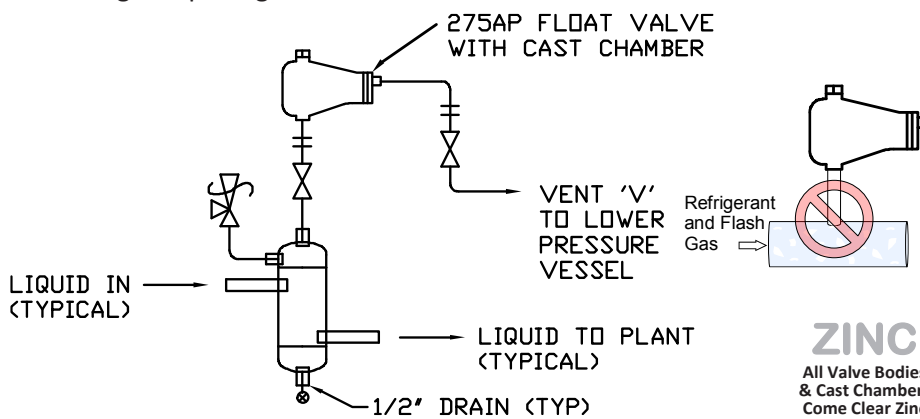 275AP FLOAT VALVE
WITH CAST CHAMBER
VENT 'V'
TO LOWER
PRESSURE
VESSEL
Refrigerant
and Flash
Gas
LIQUID IN
(TYPICAL)
LIQUID TO PLANT
(TYPICAL)
1/2" DRAIN (TYP)
ZINC
All Valve Bodies
& Cast Chamber
Come Clear Zinc